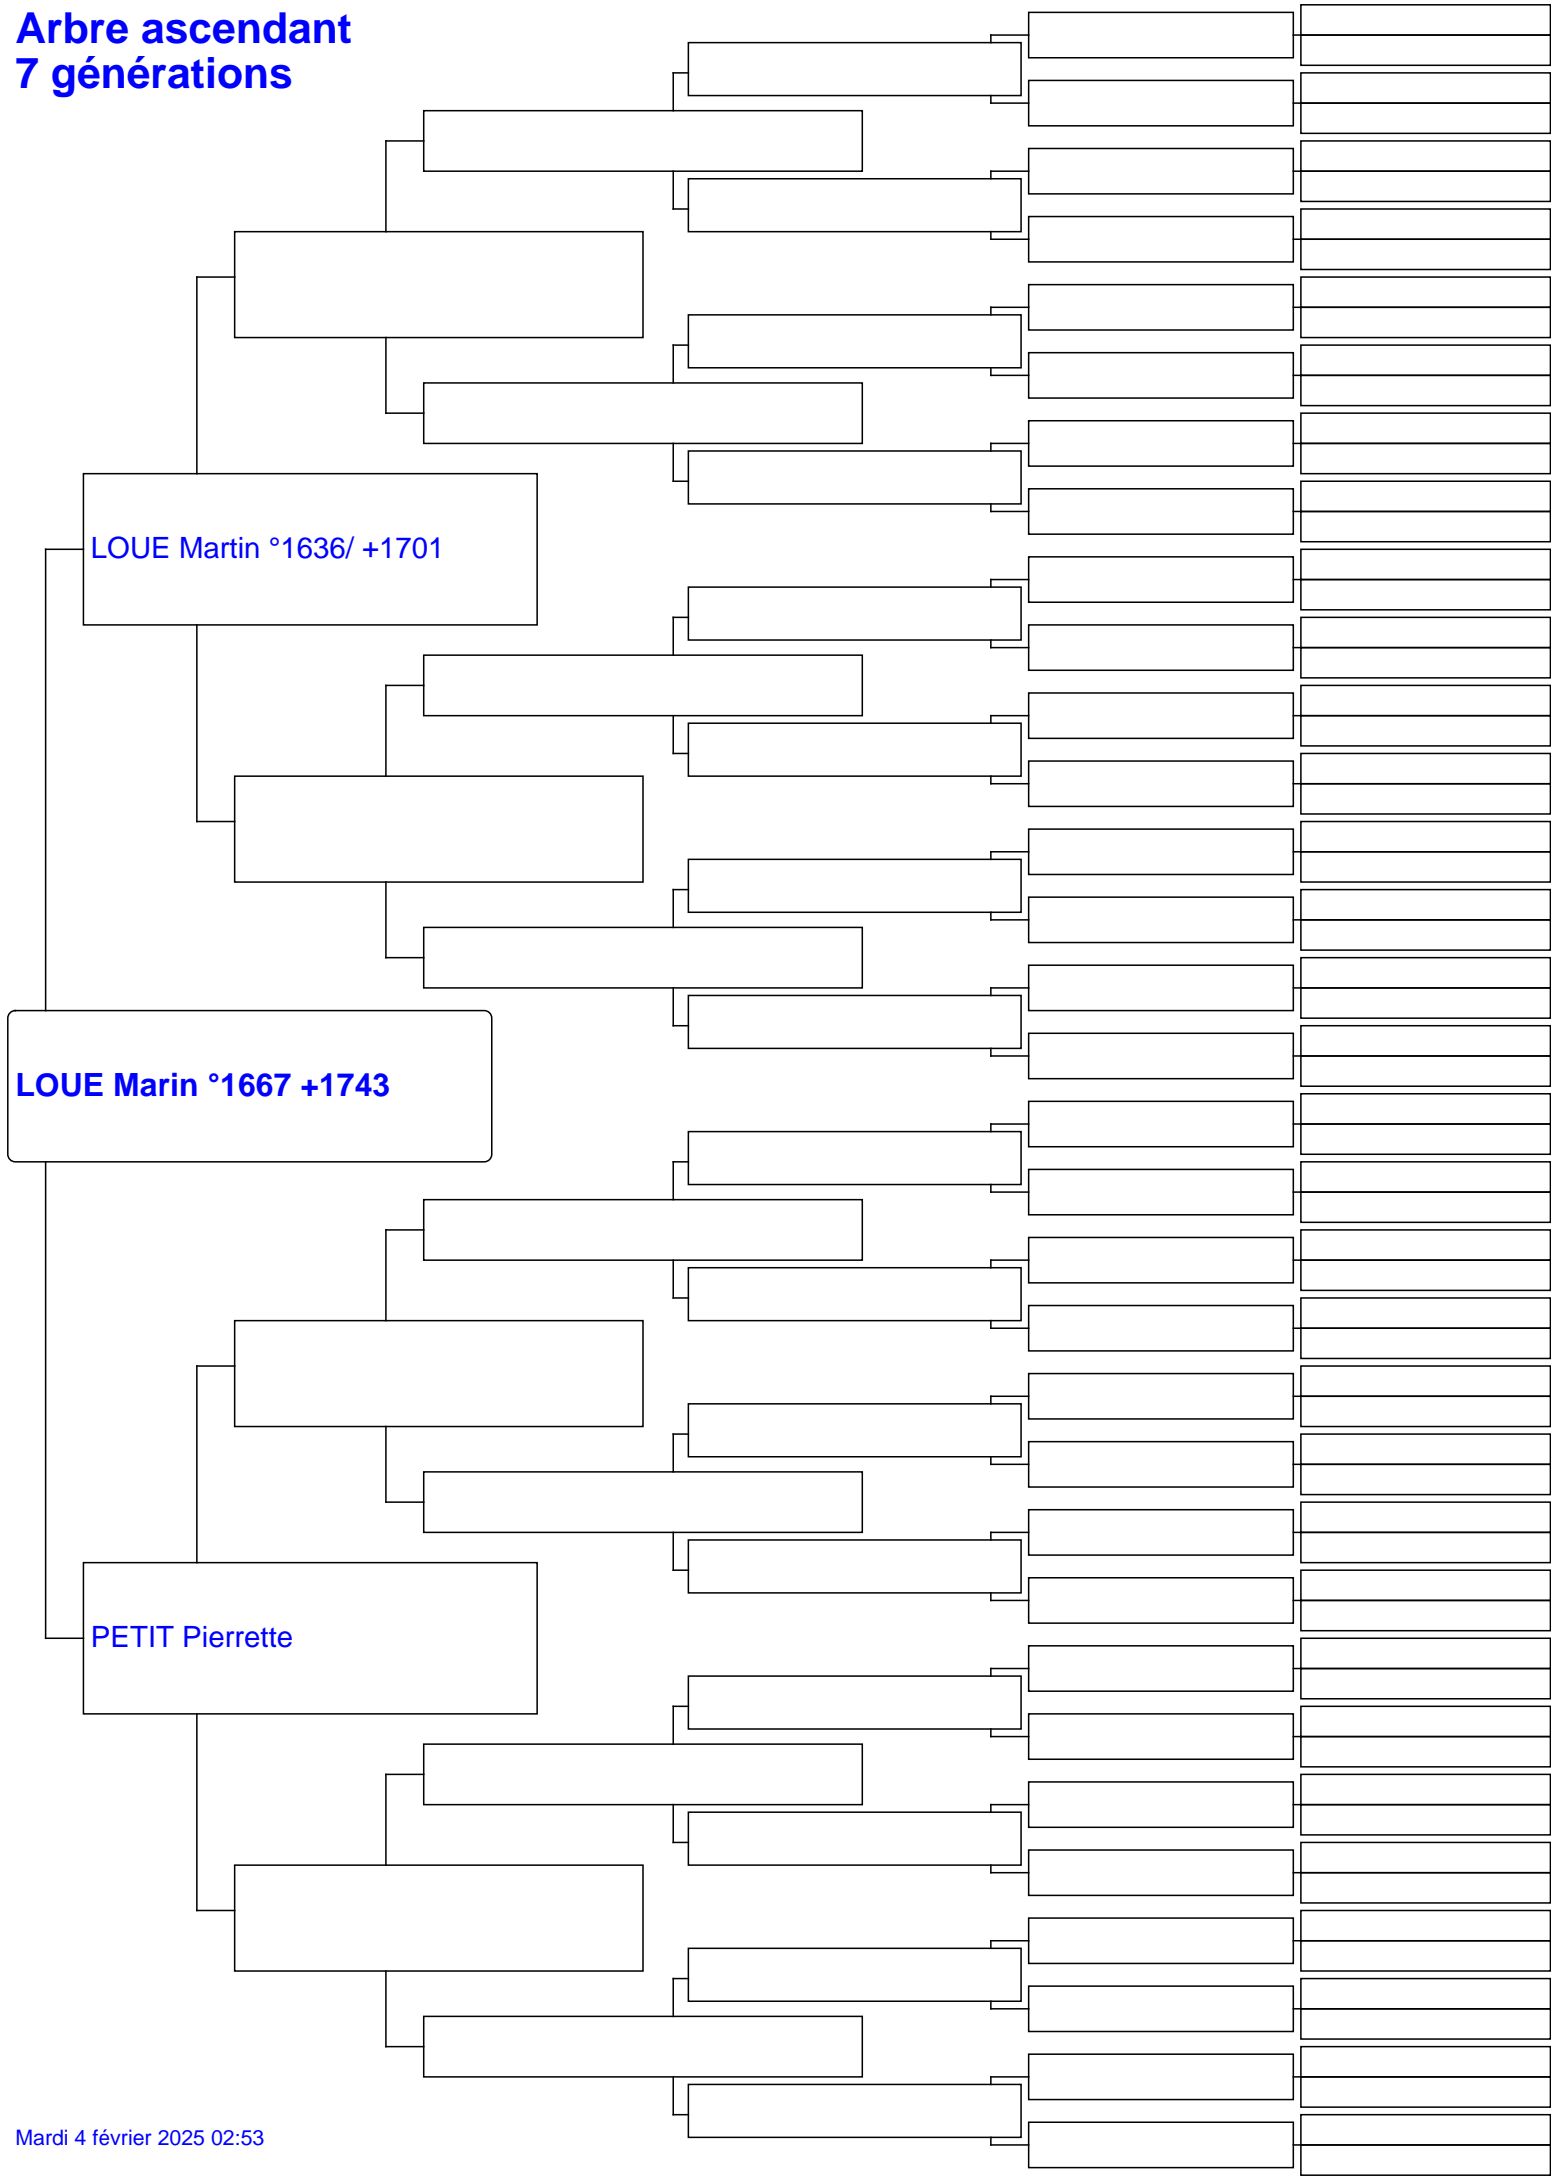 Arbre ascendant
7 générations
LOUE Martin °1636/ +1701
LOUE Marin °1667 +1743
PETIT Pierrette
Mardi 4 février 2025 02:53